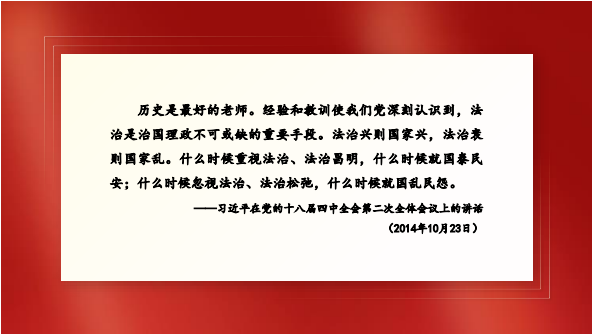 历史是最好的老师。经验和教训使我们党深刻认识到，法
治是治国理政不可或缺的重要手段。法治兴则国家兴，法治衰
则国家乱。什么时候重视法治、法治昌明，什么时候就国泰民
安；什么时候忽视法治、法治松弛，什么时候就国乱民怨。
——习近平在党的十八届四中全会第二次全体会议上的讲话
（2014年10月23日）